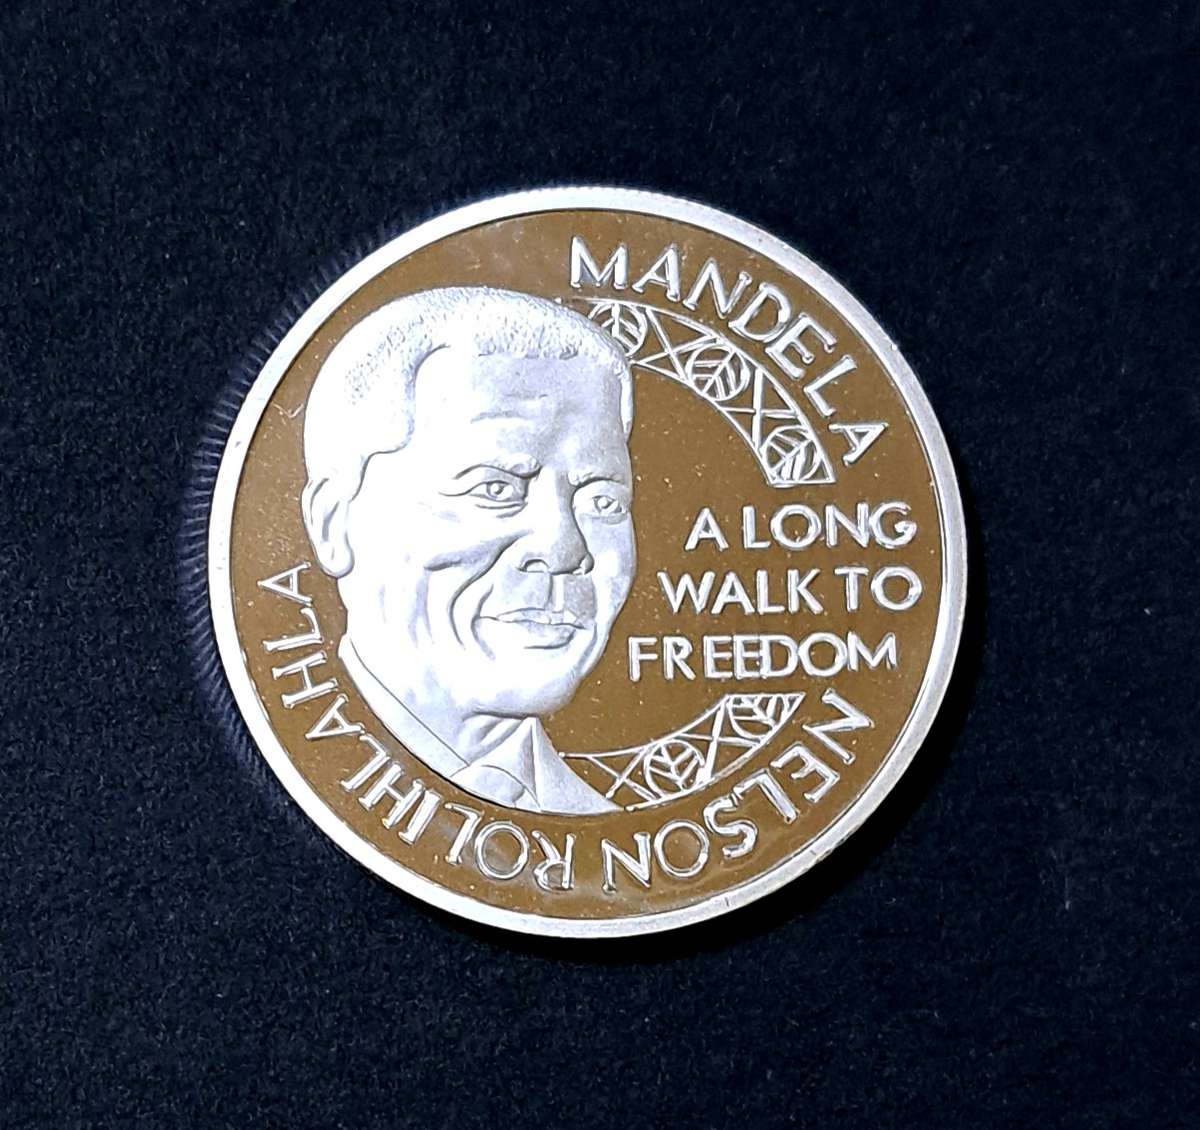 NELSON ROLIHLAHLA
MANDELA
A LONG
WALK TO
FREEDOM